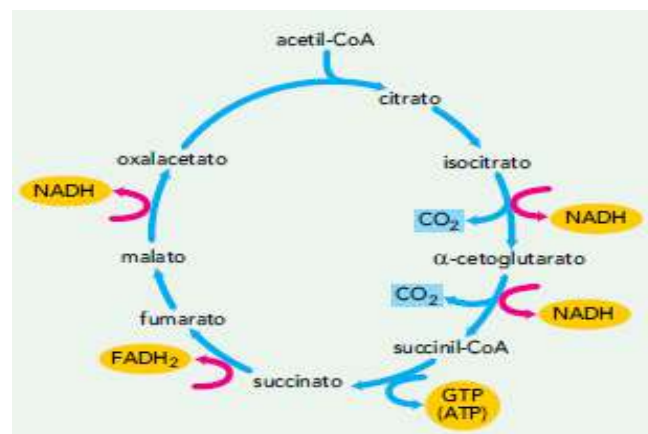 acetil-CoA
citrato
oxalacetato
isocitrato
NADH
CO₂
NADH
malato
α-cetoglutarato
CO₂
NADH
fumarato
succinil-CoA
FADH₂
succinato
GTP
(ATP)